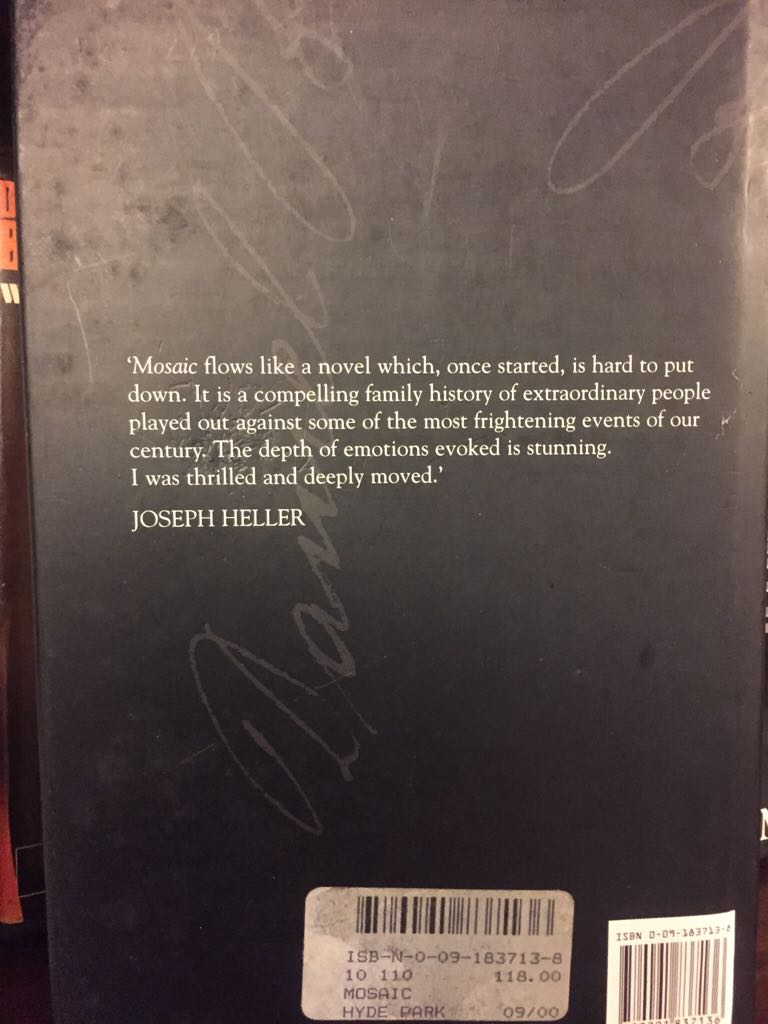 ‘Mosaic flows like a novel which, once started, is hard to put
down. It is a compelling family history of extraordinary people
played out against some of the most frightening events of our
century. The depth of emotions evoked is stunning.
I was thrilled and deeply moved.’
JOSEPH HELLER
ISB-N-0-09-183713-8
10 110 118.00
MOSAIC
HYDE PARK 09/00
ISBN 0-09-183713-8